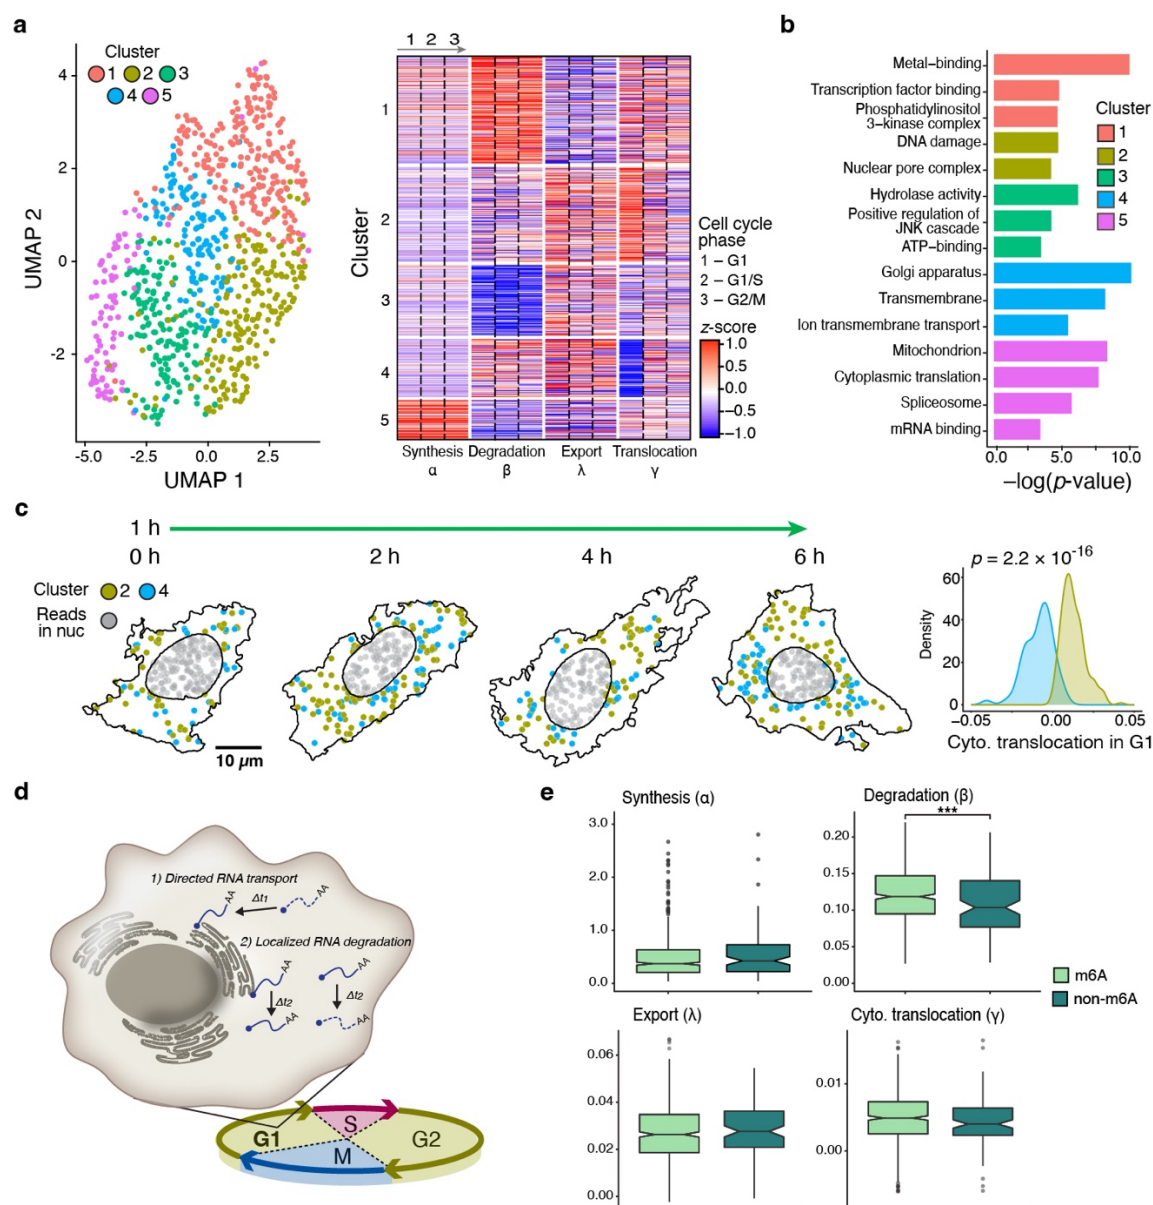 a
Cluster
1 2 3
4 5
UMAP 2
4
2
0
-2
-5.0 -2.5 0.0 2.5
UMAP 1
1 2 3
Cluster
1
2
3
4
5
Synthesis Degradation Export Translocation
α β λ γ
Cell cycle
phase
1 – G1
2 – G1/S
3 – G2/M
z-score
1.0
0.5
0.0
−0.5
−1.0
b
Metal−binding
Transcription factor binding
Phosphatidylinositol
3−kinase complex
DNA damage
Nuclear pore complex
Hydrolase activity
Positive regulation of
JNK cascade
ATP−binding
Golgi apparatus
Transmembrane
Ion transmembrane transport
Mitochondrion
Cytoplasmic translation
Spliceosome
mRNA binding
0.0 5.0 10.0
−log(p-value)
Cluster
1
2
3
4
5
c
1 h
0 h 2 h 4 h 6 h
Cluster 2 4
Reads
in nuc
10 µm
p = 2.2 × 10⁻¹⁶
Density
60
40
20
0
−0.05 0.00 0.05
Cyto. translocation in G1
d
1) Directed RNA transport
AA Δt1 AA
2) Localized RNA degradation
AA AA
Δt2 Δt2
AA AA
G1 S G2
M
e
Synthesis (α)
3.0
2.0
1.0
0.0
Degradation (β)
***
0.20
0.15
0.10
0.05
0.00
Export (λ)
0.06
0.04
0.02
0.00
Cyto. translocation (γ)
0.01
0.00
m6A
non−m6A